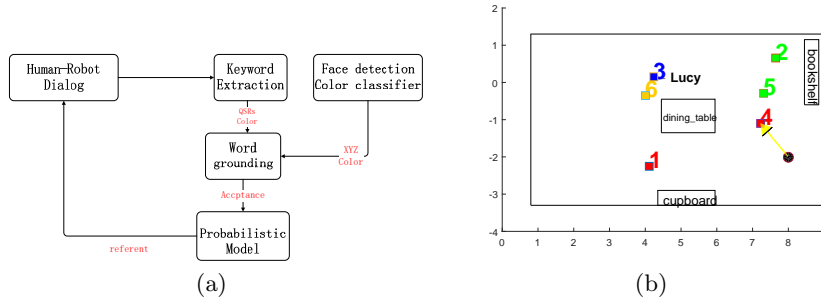 Human-Robot
Dialog
Keyword
Extraction
Face detection
Color classifier
QSRs
Color
Word
grounding
XYZ
Color
Accptance
Probabilistic
Model
referent
(a)
2
1
0
-1
-2
-3
-4
0
1
2
3
4
5
6
7
8
2
bookshelf
3
Lucy
5
6
dining_table
4
1
cupboard
(b)